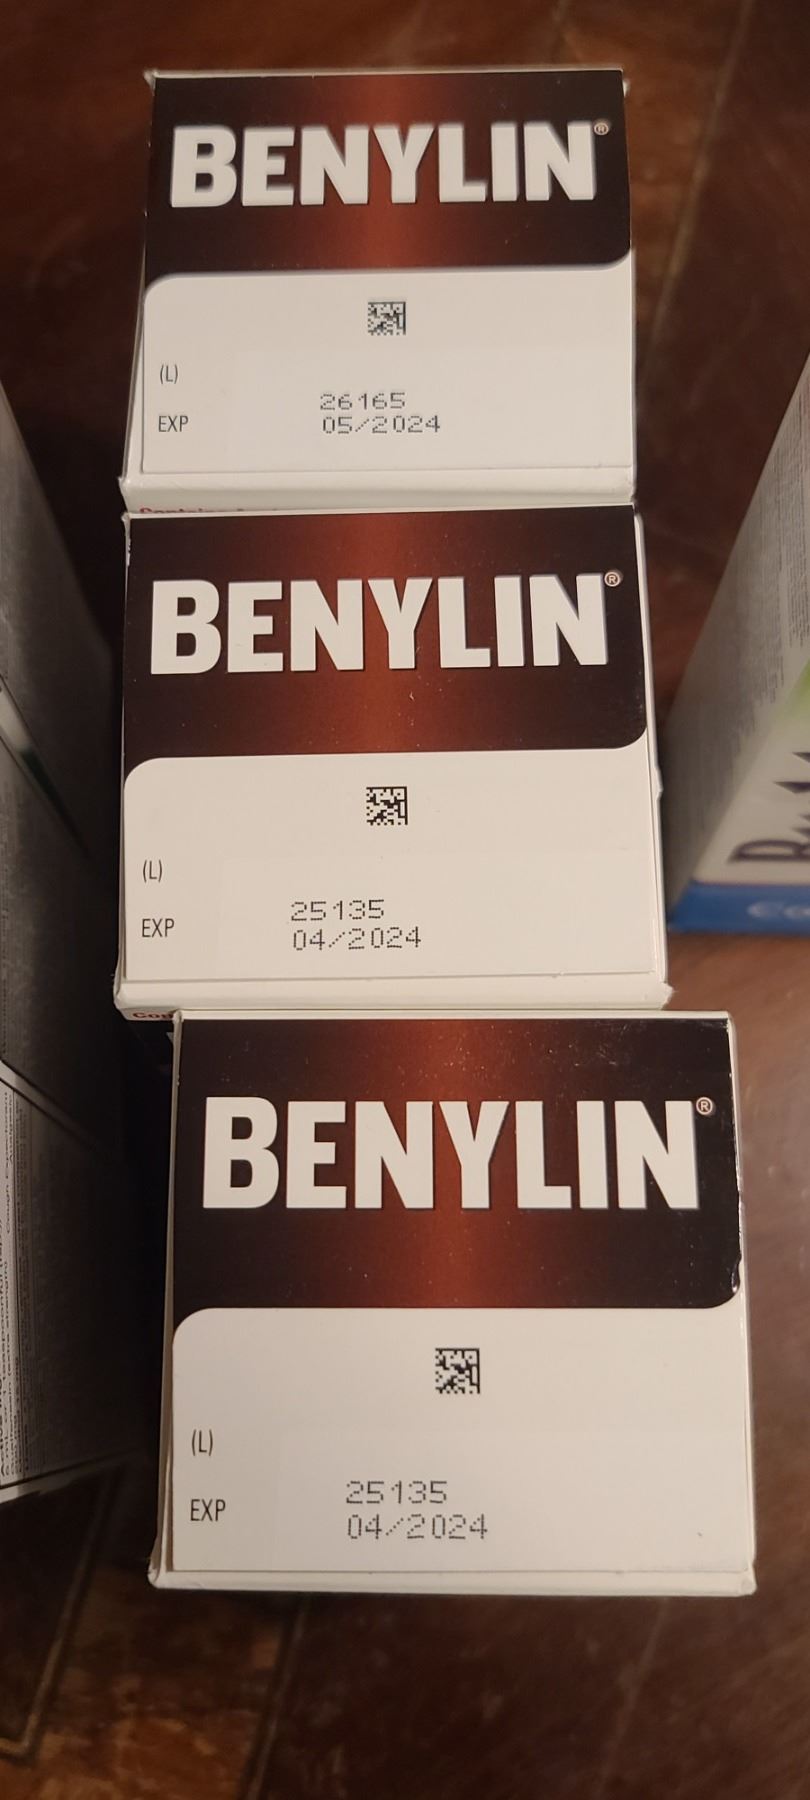 BENYLIN®
(L)
26165
EXP
05/2024
BENYLIN®
(L)
25135
EXP
04/2024
BENYLIN®
(L)
25135
EXP
04/2024